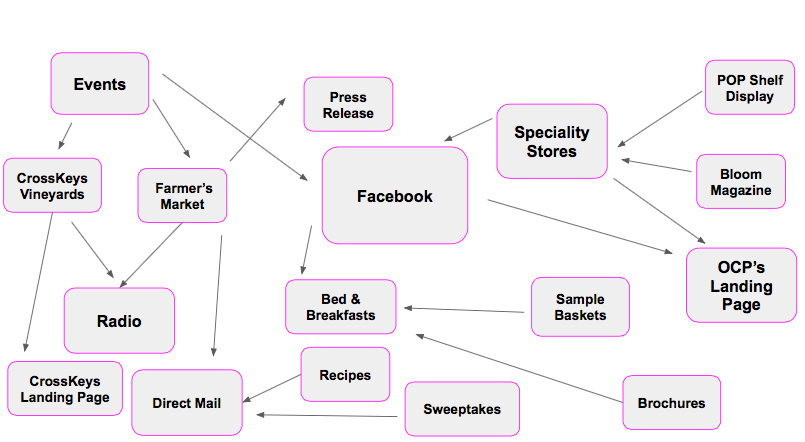 Events
Press
Release
POP Shelf
Display
Speciality
Stores
CrossKeys
Vineyards
Farmer's
Market
Facebook
Bloom
Magazine
OCP's
Landing
Page
Radio
Bed &
Breakfasts
Sample
Baskets
CrossKeys
Landing Page
Direct Mail
Recipes
Sweeptakes
Brochures